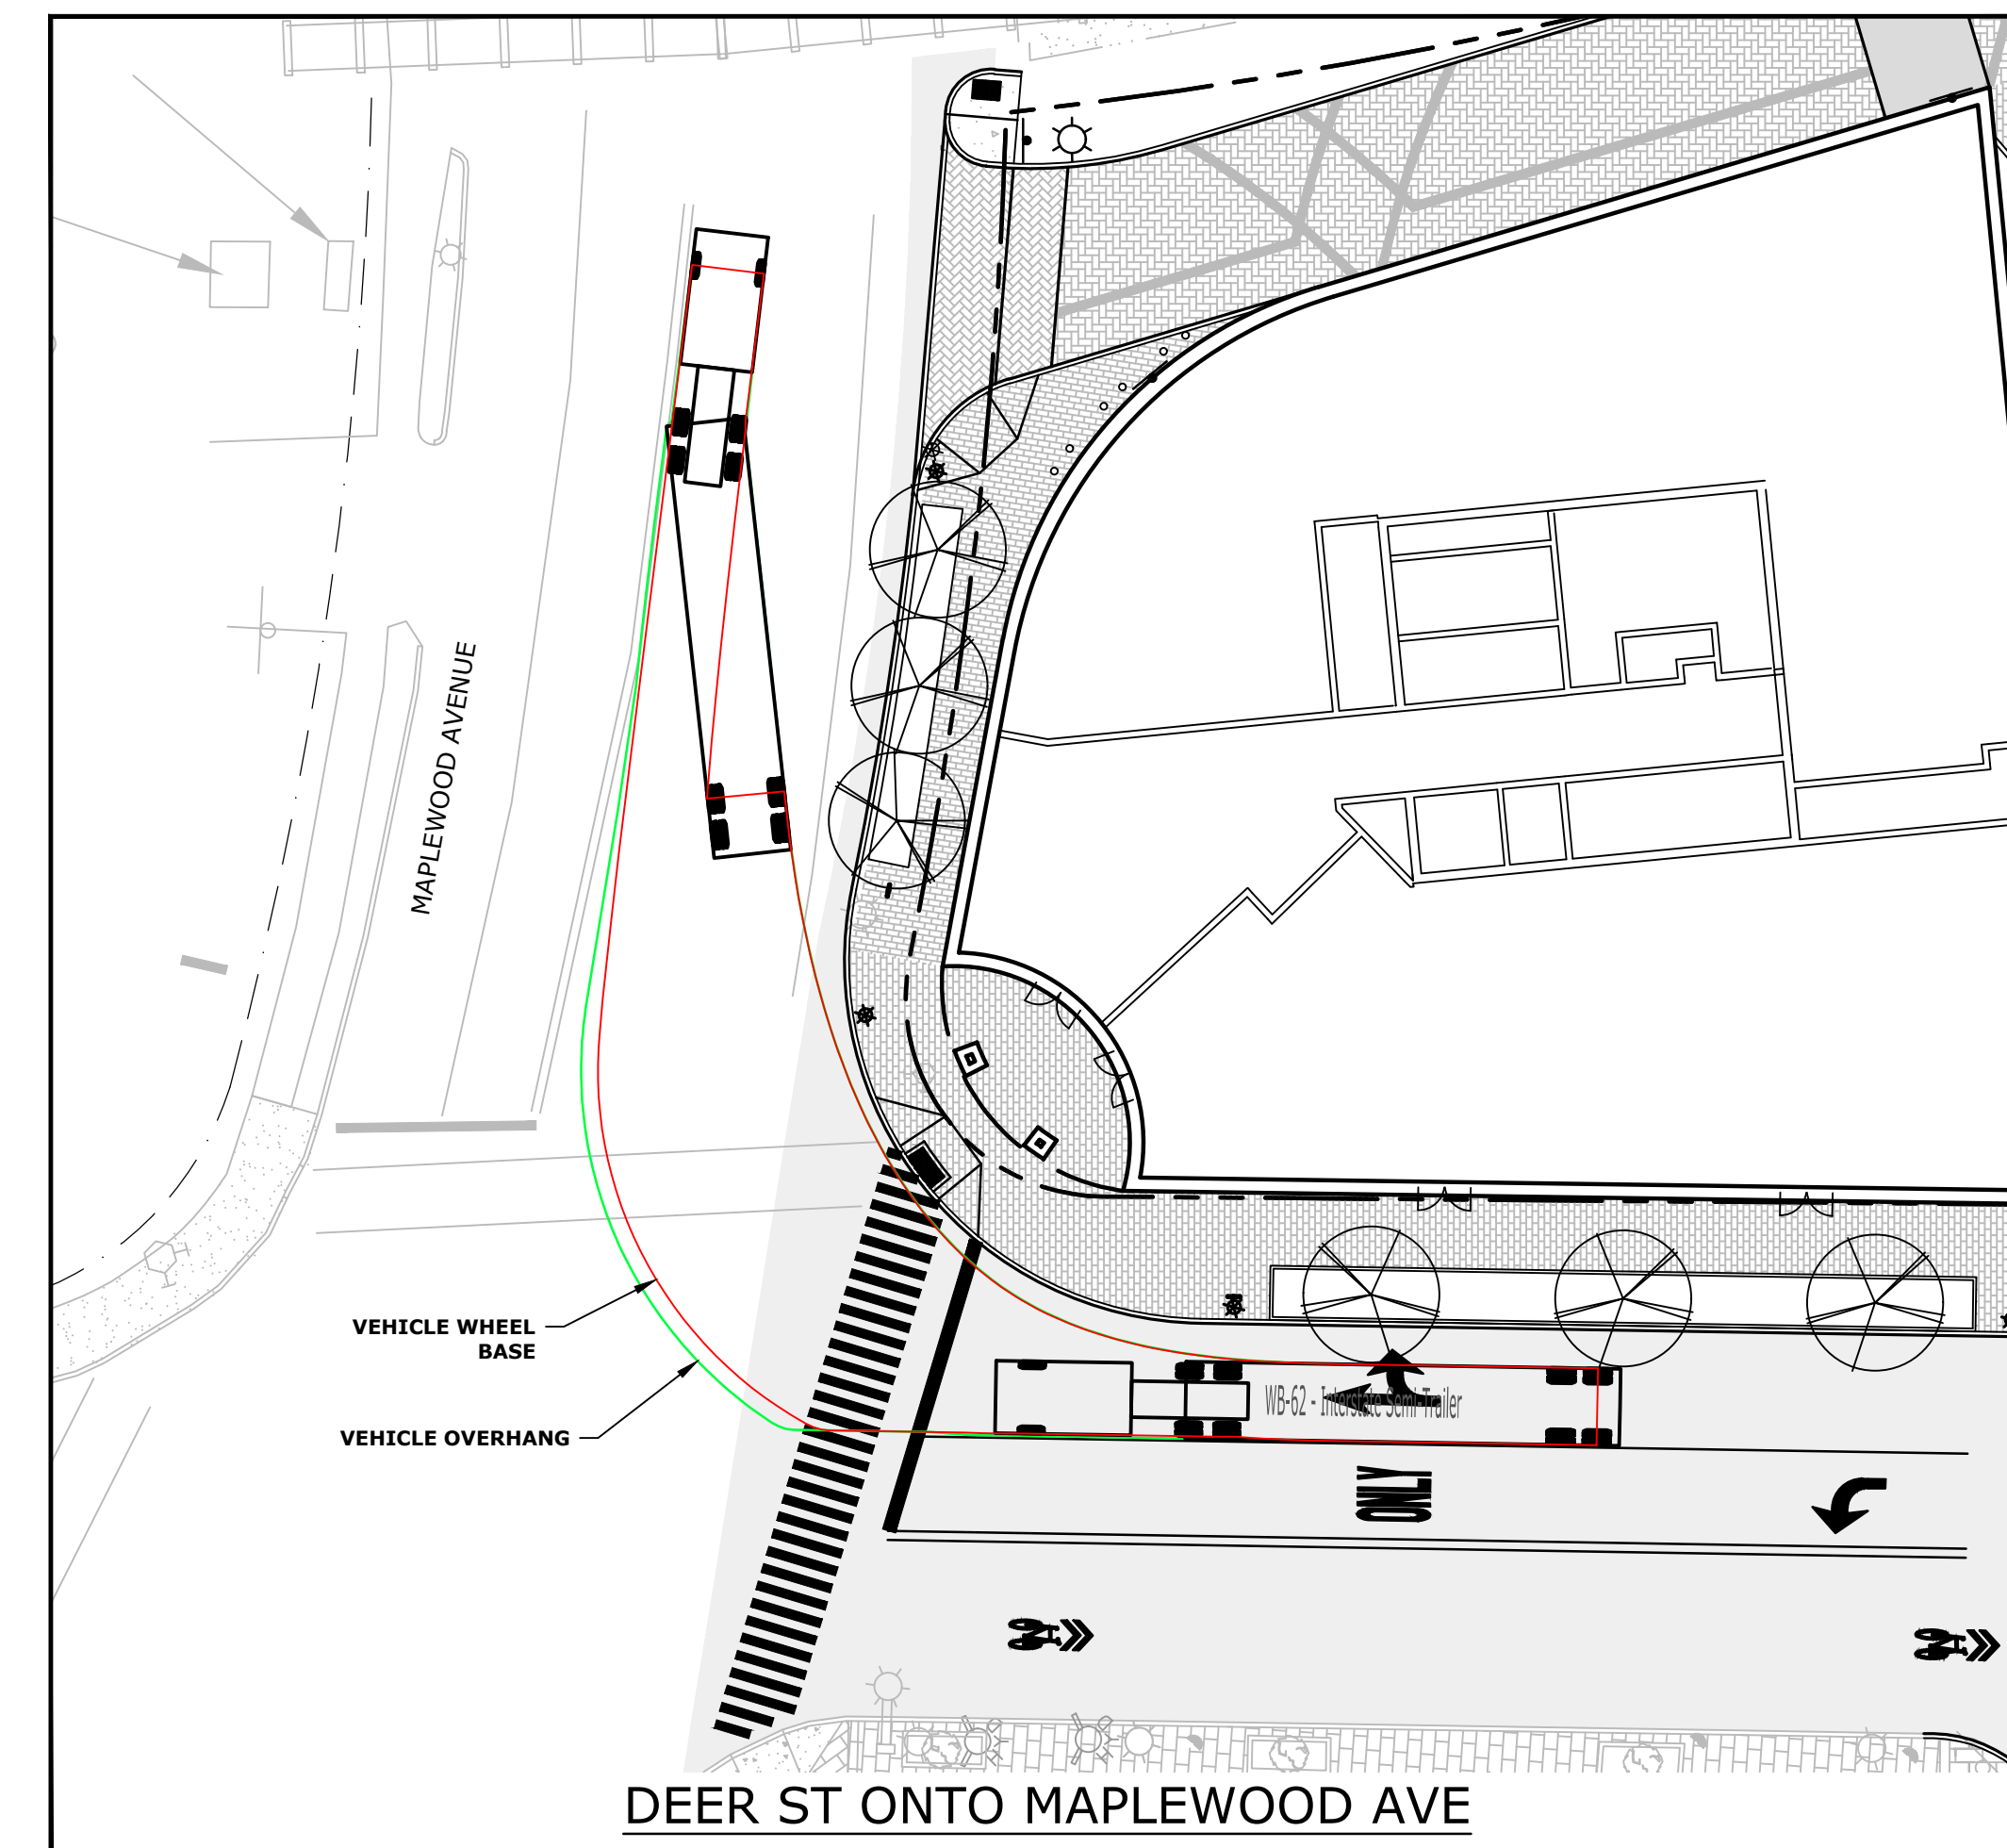 MAPLEWOOD AVENUE
VEHICLE WHEEL
BASE
VEHICLE OVERHANG
WB-62 - Interstate Semi-Trailer
ONLY
DEER ST ONTO MAPLEWOOD AVE